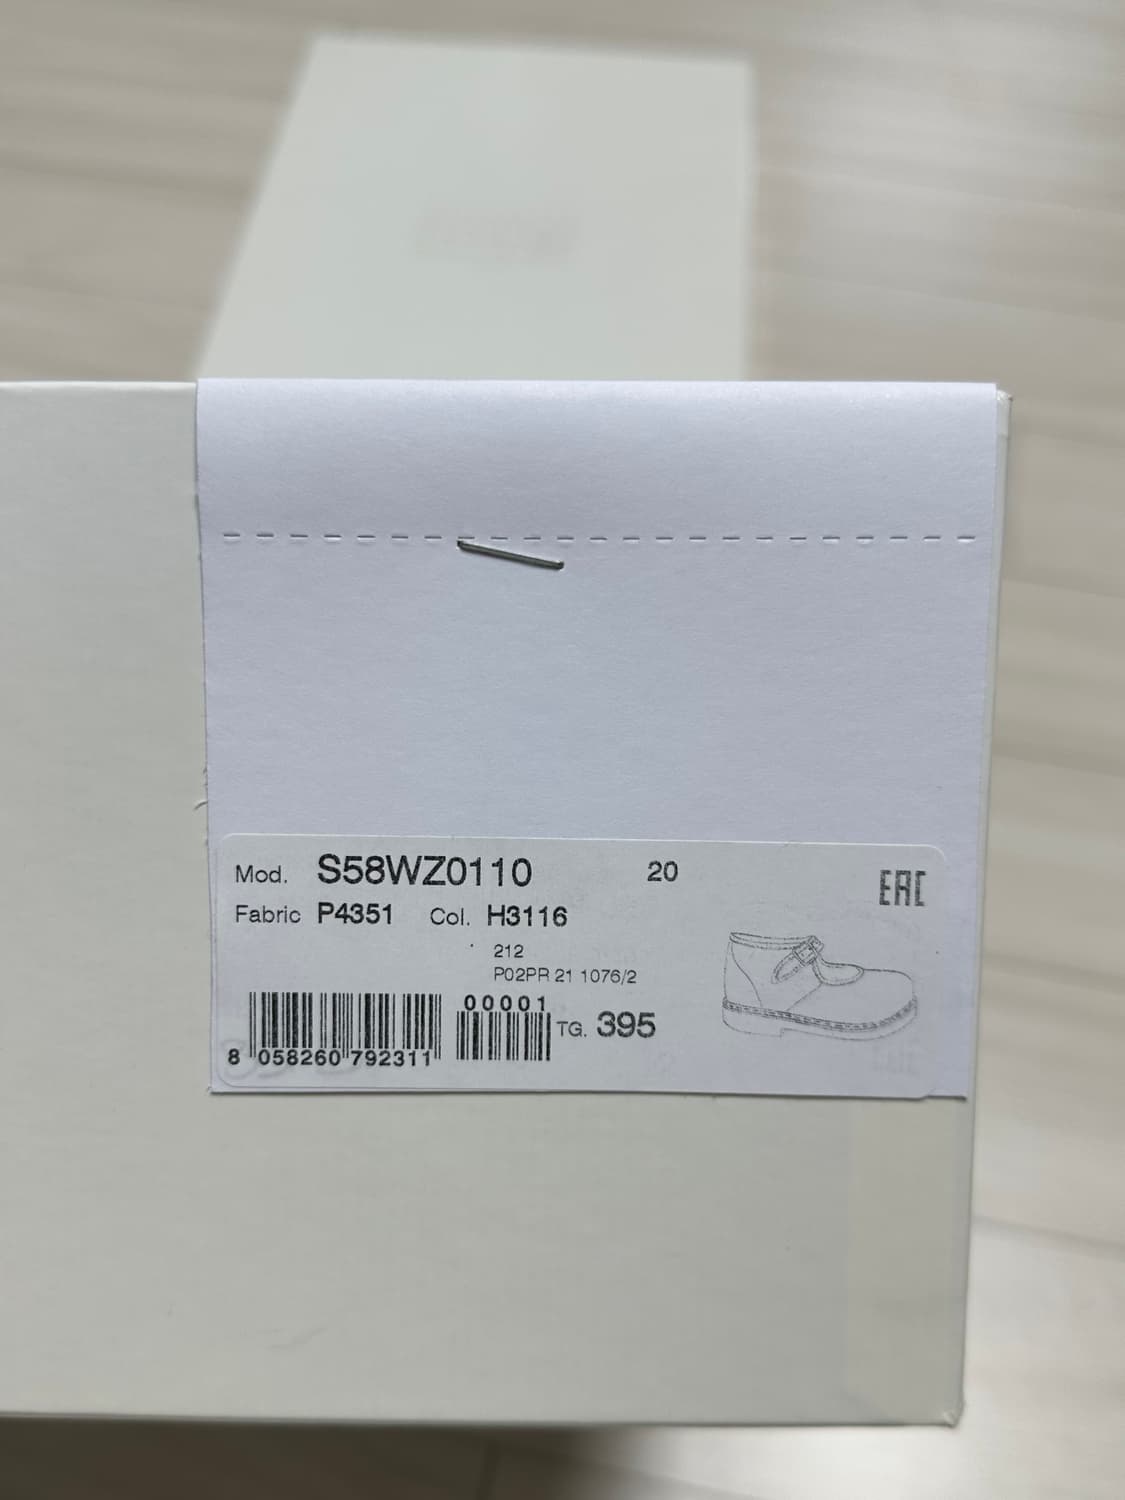 Mod. S58WZ0110 20
EAC
Fabric P4351 Col. H3116
212
P02PR 21 1076/2
00001
TG. 395
8 058260 792311